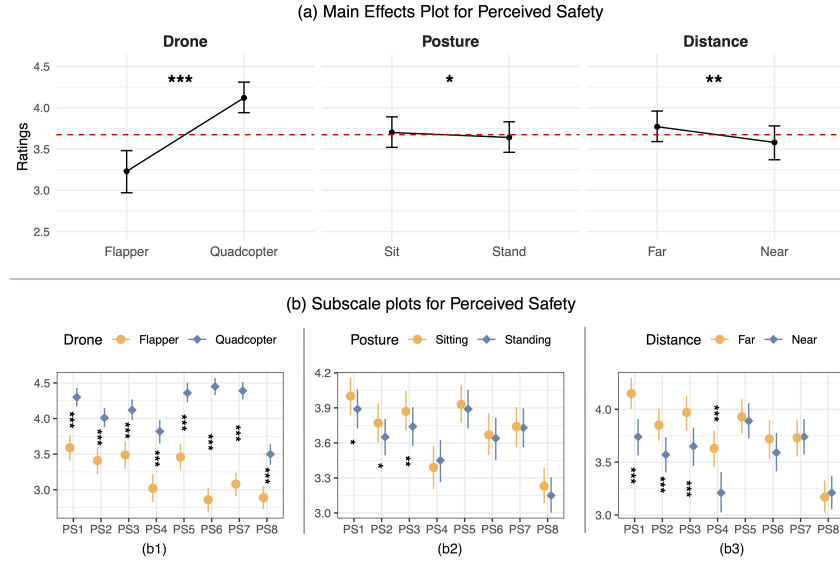 (a) Main Effects Plot for Perceived Safety
Drone Posture Distance
4.5
*** * **
4.0
3.5
3.0
2.5
Ratings
Flapper Quadcopter Sit Stand Far Near
(b) Subscale plots for Perceived Safety
Drone Flapper Quadcopter
4.5
4.0
3.5
3.0
*** *** *** *** *** *** *** ***
PS1 PS2 PS3 PS4 PS5 PS6 PS7 PS8
(b1)
Posture Sitting Standing
4.2
3.9
3.6
3.3
3.0
* * **
PS1 PS2 PS3 PS4 PS5 PS6 PS7 PS8
(b2)
Distance Far Near
4.0
3.5
3.0
*** *** *** ***
PS1 PS2 PS3 PS4 PS5 PS6 PS7 PS8
(b3)